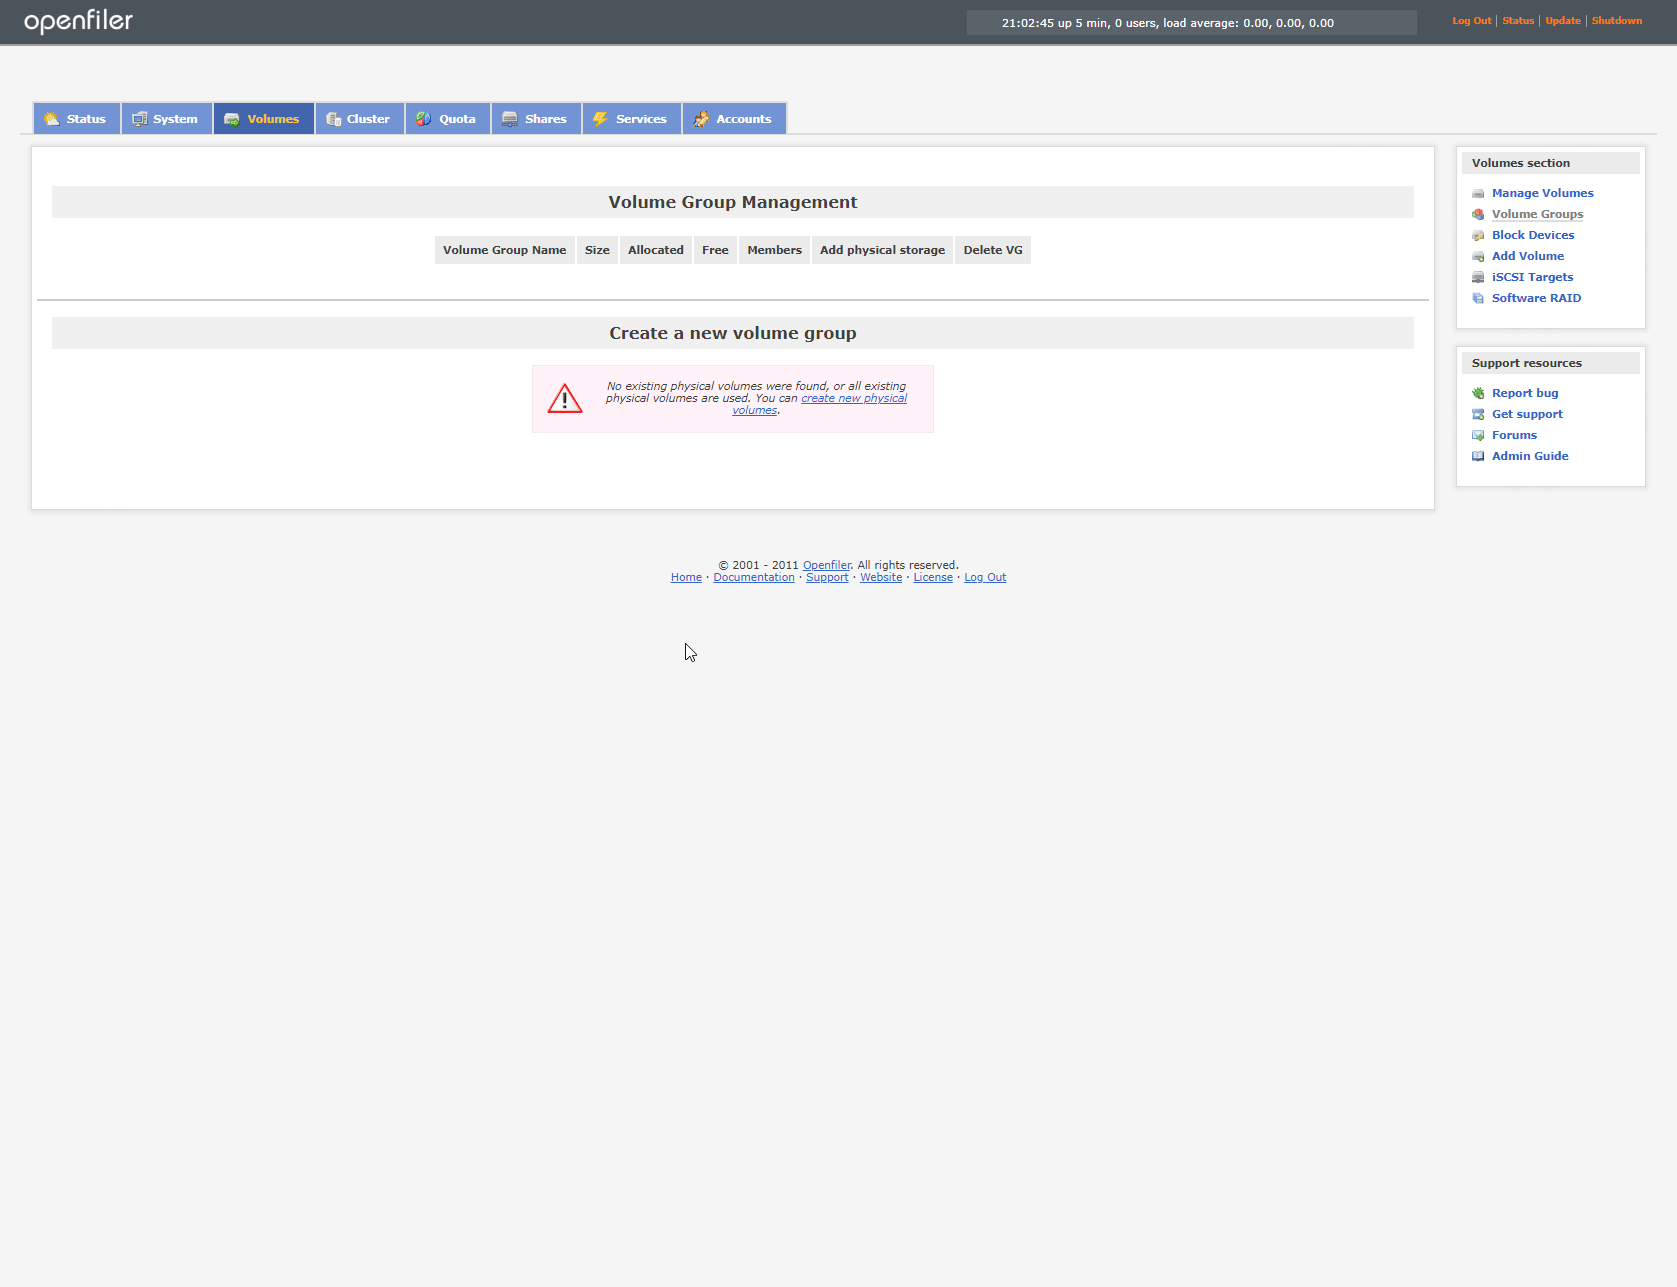 openfiler
21:02:45 up 5 min, 0 users, load average: 0.00, 0.00, 0.00
Log Out | Status | Update | Shutdown
Status
System
Volumes
Cluster
Quota
Shares
Services
Accounts
Volume Group Management
Volume Group Name
Size
Allocated
Free
Members
Add physical storage
Delete VG
Create a new volume group
No existing physical volumes were found, or all existing
physical volumes are used. You can create new physical
volumes.
Volumes section
Manage Volumes
Volume Groups
Block Devices
Add Volume
iSCSI Targets
Software RAID
Support resources
Report bug
Get support
Forums
Admin Guide
© 2001 - 2011 Openfiler. All rights reserved.
Home · Documentation · Support · Website · License · Log Out